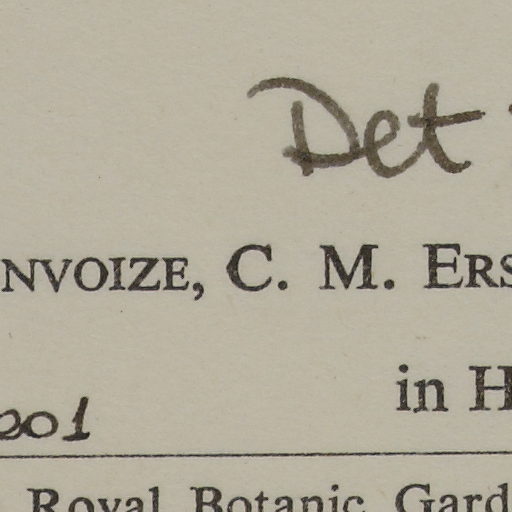 Det
NVOIZE, C. M. ERS
in H
201
Royal Botanic Gard